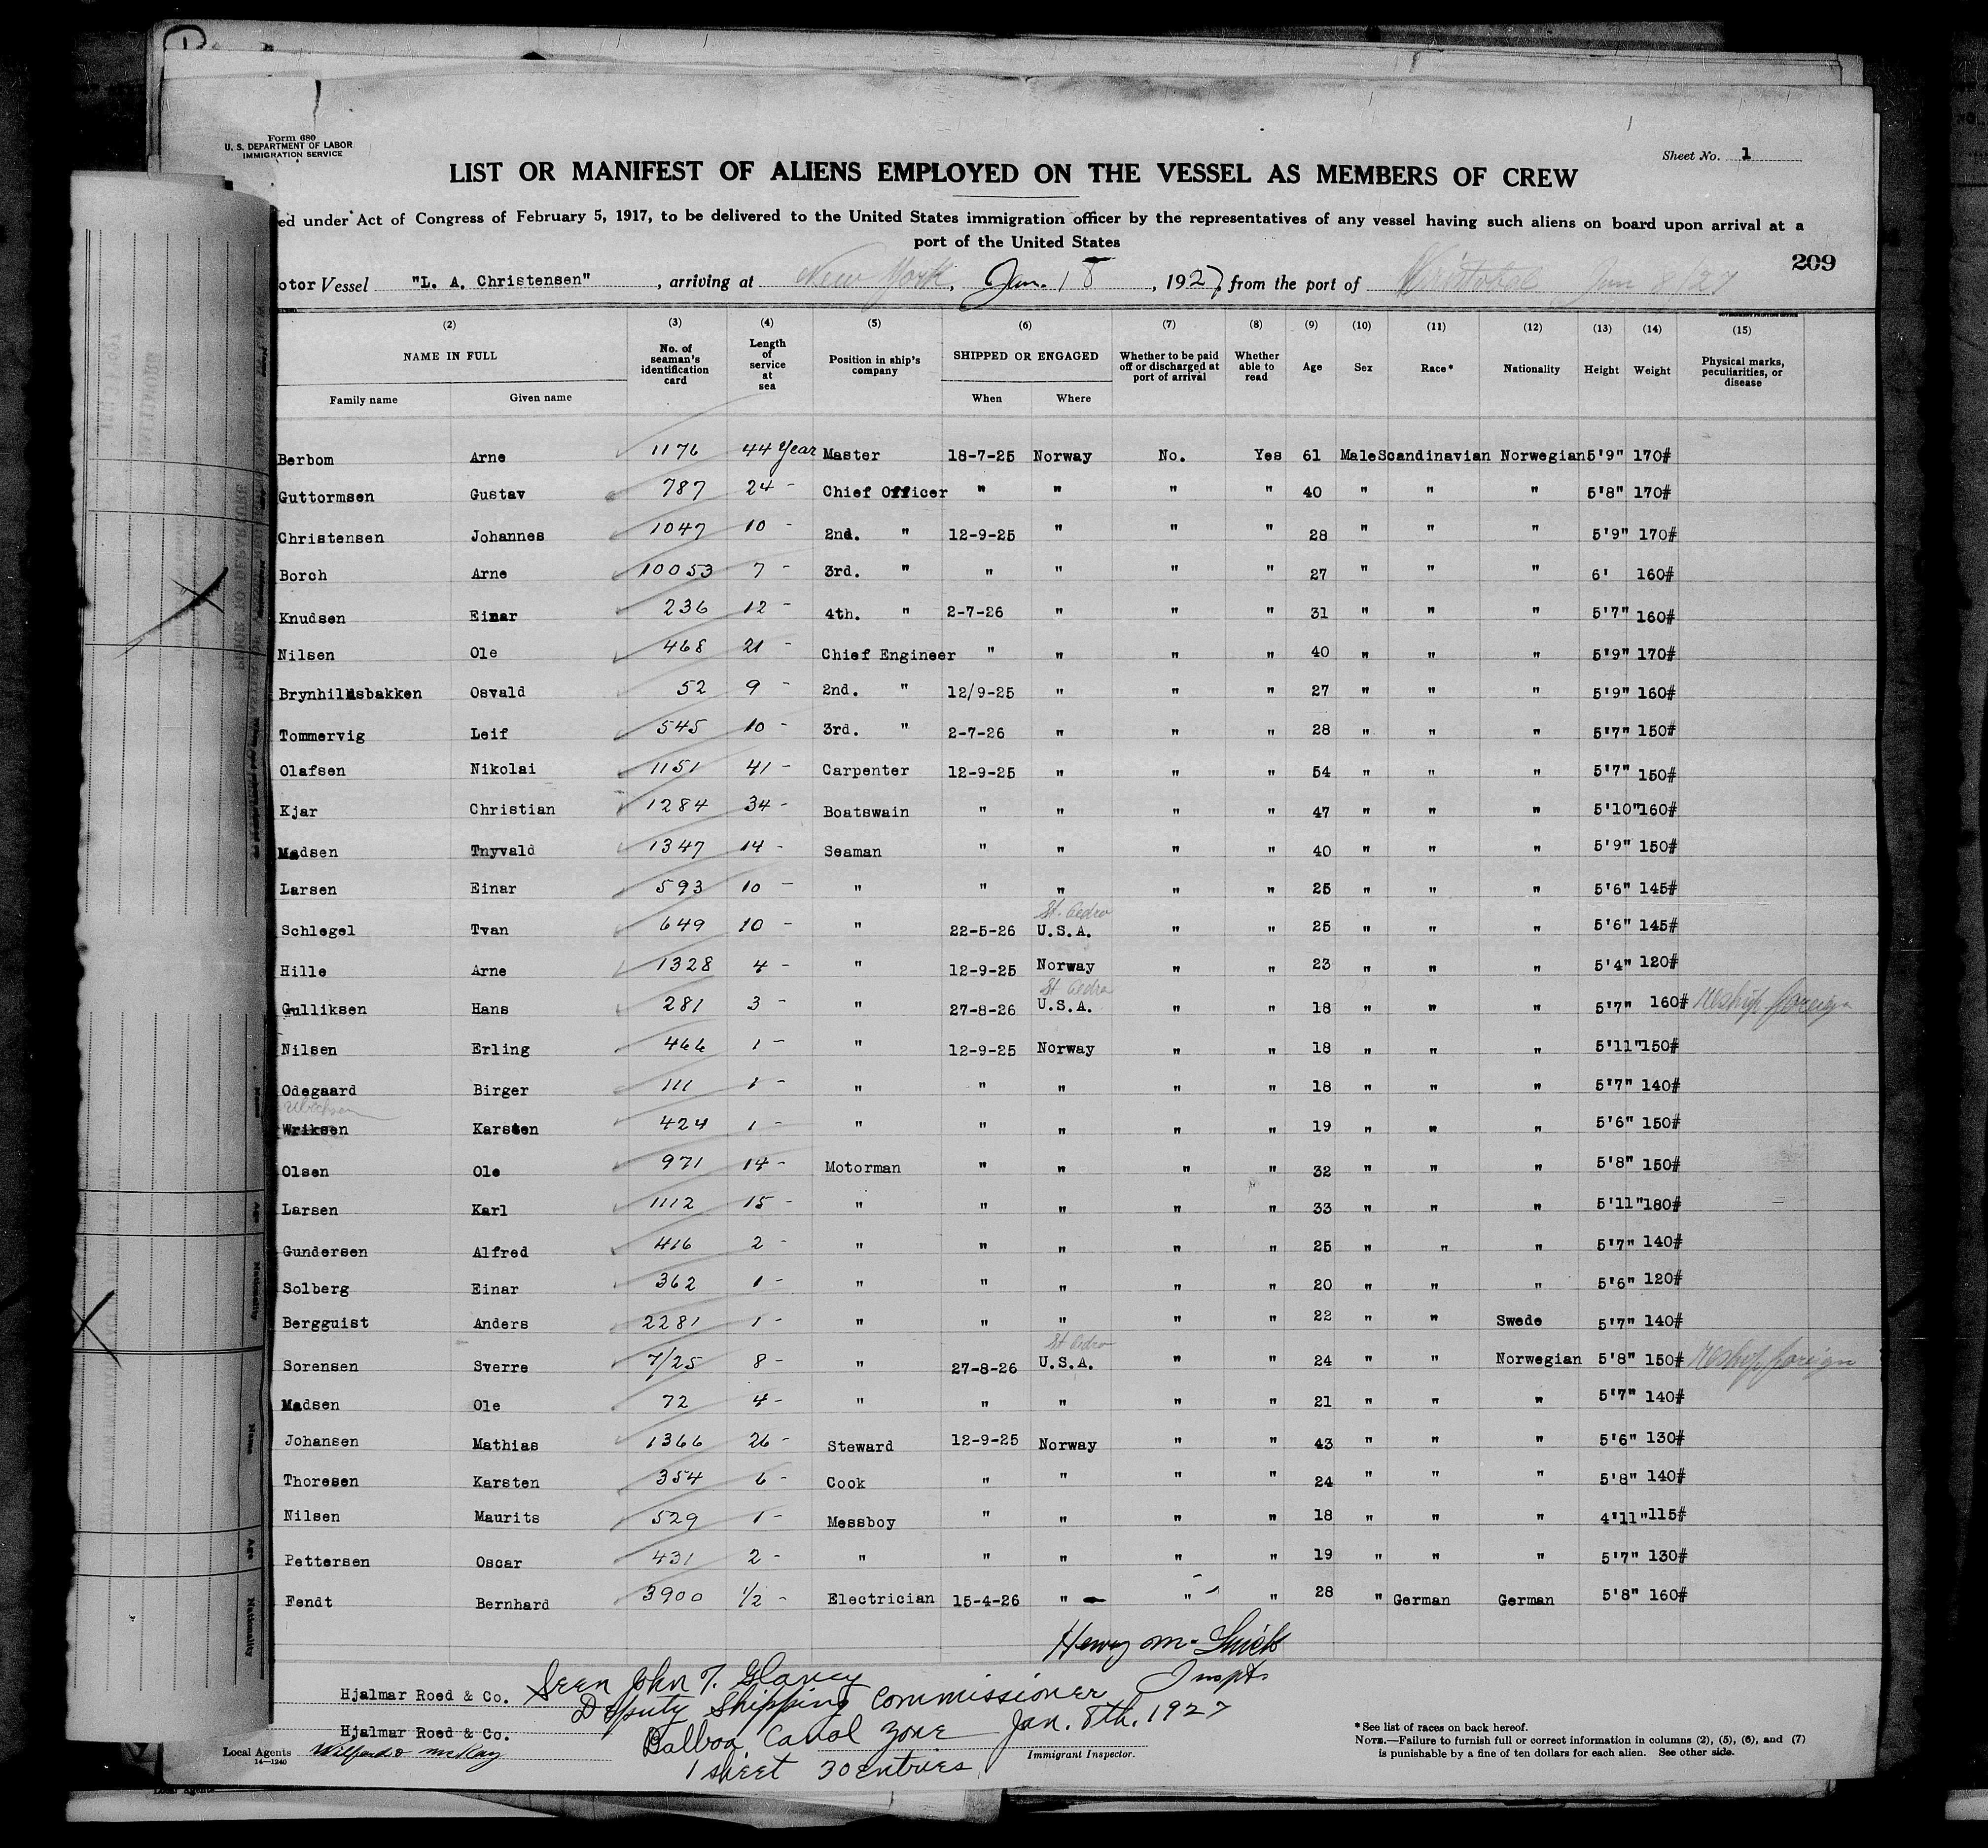 Form 680
U. S. DEPARTMENT OF LABOR
IMMIGRATION SERVICE
Sheet No. 1
LIST OR MANIFEST OF ALIENS EMPLOYED ON THE VESSEL AS MEMBERS OF CREW
ed under Act of Congress of February 5, 1917, to be delivered to the United States immigration officer by the representatives of any vessel having such aliens on board upon arrival at a
port of the United States
209
otor Vessel "L. A. Christensen", arriving at New York, Jan. 18, 1927, from the port of Cristobal Jan 8/27
(2) (3) (4) (5) (6) (7) (8) (9) (10) (11) (12) (13) (14) (15)
NAME IN FULL No. of seaman's identification card Length of service at sea Position in ship's company SHIPPED OR ENGAGED Whether to be paid off or discharged at port of arrival Whether able to read Age Sex Race* Nationality Height Weight Physical marks, peculiarities, or disease
Family name Given name When Where
Berbom Arne 1176 44 Year Master 18-7-25 Norway No. Yes 61 Male Scandinavian Norwegian 5'9" 170#
Guttormsen Gustav 787 24 - Chief Officer " " " " 40 " " " 5'8" 170#
Christensen Johannes 1047 10 - 2nd. " 12-9-25 " " " 28 " " " 5'9" 170#
Borch Arne 10053 7 - 3rd. " " " " " 27 " " " 6' 160#
Knudsen Einar 236 12 - 4th. " 2-7-26 " " " 31 " " " 5'7" 160#
Nilsen Ole 468 21 - Chief Engineer " " " " 40 " " " 5'9" 170#
Brynhildsbakken Osvald 52 9 - 2nd. " 12/9-25 " " " 27 " " " 5'9" 160#
Tommervig Leif 545 10 - 3rd. " 2-7-26 " " " 28 " " " 5'7" 150#
Olafsen Nikolai 1151 41 - Carpenter 12-9-25 " " " 54 " " " 5'7" 150#
Kjar Christian 1284 34 - Boatswain " " " " 47 " " " 5'10" 160#
Madsen Tnyvald 1347 14 - Seaman " " " " 40 " " " 5'9" 150#
Larsen Einar 593 10 - " " " " " 25 " " " 5'6" 145#
St. Pedro
Schlegel Tvan 649 10 - " 22-5-26 U.S.A. " " 25 " " " 5'6" 145#
Hille Arne 1328 4 - " 12-9-25 Norway " " 23 " " " 5'4" 120#
St Pedro
Gulliksen Hans 281 3 - " 27-8-26 U.S.A. " " 18 " " " 5'7" 160# Reship foreign
Nilsen Erling 466 1 - " 12-9-25 Norway " " 18 " " " 5'11" 150#
Odegaard Birger 111 1 - " " " " " 18 " " " 5'7" 140#
Wriksen Karsten 424 1 - " " " " " 19 " " " 5'6" 150#
Olsen Ole 971 14 - Motorman " " " " 32 " " " 5'8" 150#
Larsen Karl 1112 15 - " " " " " 33 " " " 5'11" 180#
Gundersen Alfred 416 2 - " " " " " 25 " " " 5'7" 140#
Solberg Einar 362 1 - " " " " " 20 " " " 5'6" 120#
Bergguist Anders 2281 1 - " " " " " 22 " " Swede 5'7" 140#
St Pedro
Sorensen Sverre 7/25 8 - " 27-8-26 U.S.A. " " 24 " " Norwegian 5'8" 150# Reship foreign
Madsen Ole 72 4 - " " " " " 21 " " " 5'7" 140#
Johansen Mathias 1366 26 - Steward 12-9-25 Norway " " 43 " " " 5'6" 130#
Thoresen Karsten 354 6 - Cook " " " " 24 " " " 5'8" 140#
Nilsen Maurits 529 1 - Messboy " " " " 18 " " " 4'11" 115#
Pettersen Oscar 431 2 - " " " " " 19 " " " 5'7" 130#
Fendt Bernhard 3900 1/2 - Electrician 15-4-26 " " " 28 " German German 5'8" 160#
Henry M.
Inspt.
Hjalmar Roed & Co. Seen John T. Glavey
Deputy Shipping Commissioner
Hjalmar Roed & Co. Balboa Canal Zone Jan. 8th. 1927
Local Agents McKay
14-1240
Immigrant Inspector.
1 sheet 30 entries
* See list of races on back hereof.
NOTE.—Failure to furnish full or correct information in columns (2), (5), (6), and (7)
is punishable by a fine of ten dollars for each alien. See other side.